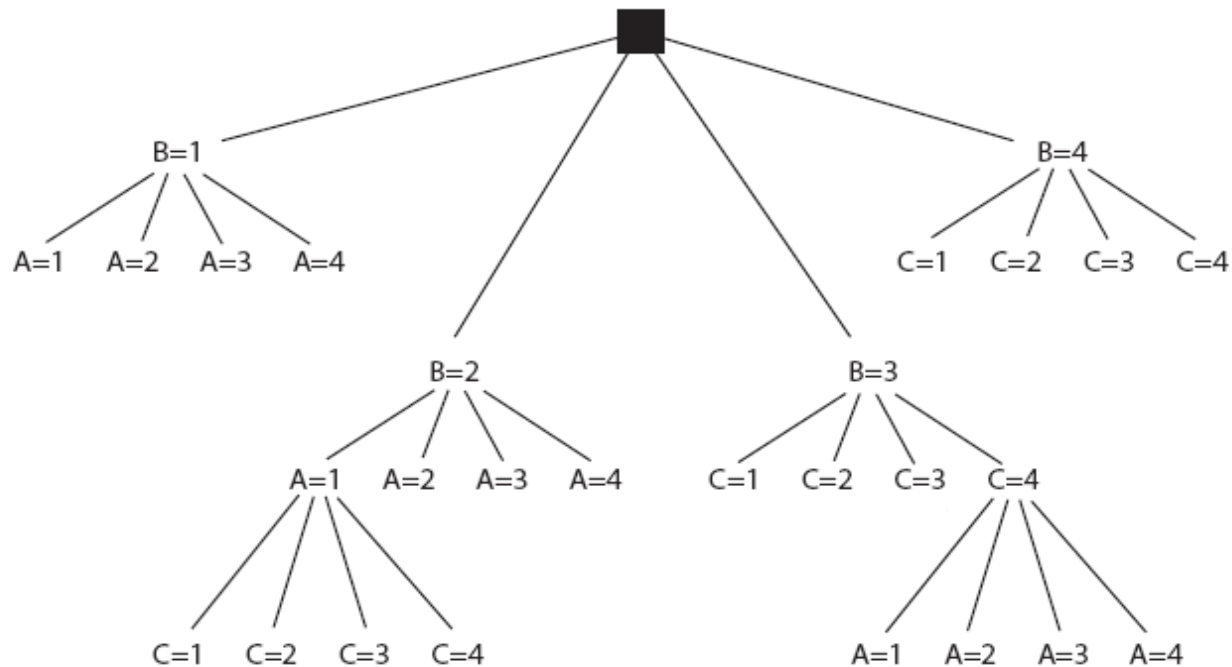 B=1 B=4
A=1 A=2 A=3 A=4 C=1 C=2 C=3 C=4
B=2 B=3
A=1 A=2 A=3 A=4 C=1 C=2 C=3 C=4
C=1 C=2 C=3 C=4 A=1 A=2 A=3 A=4